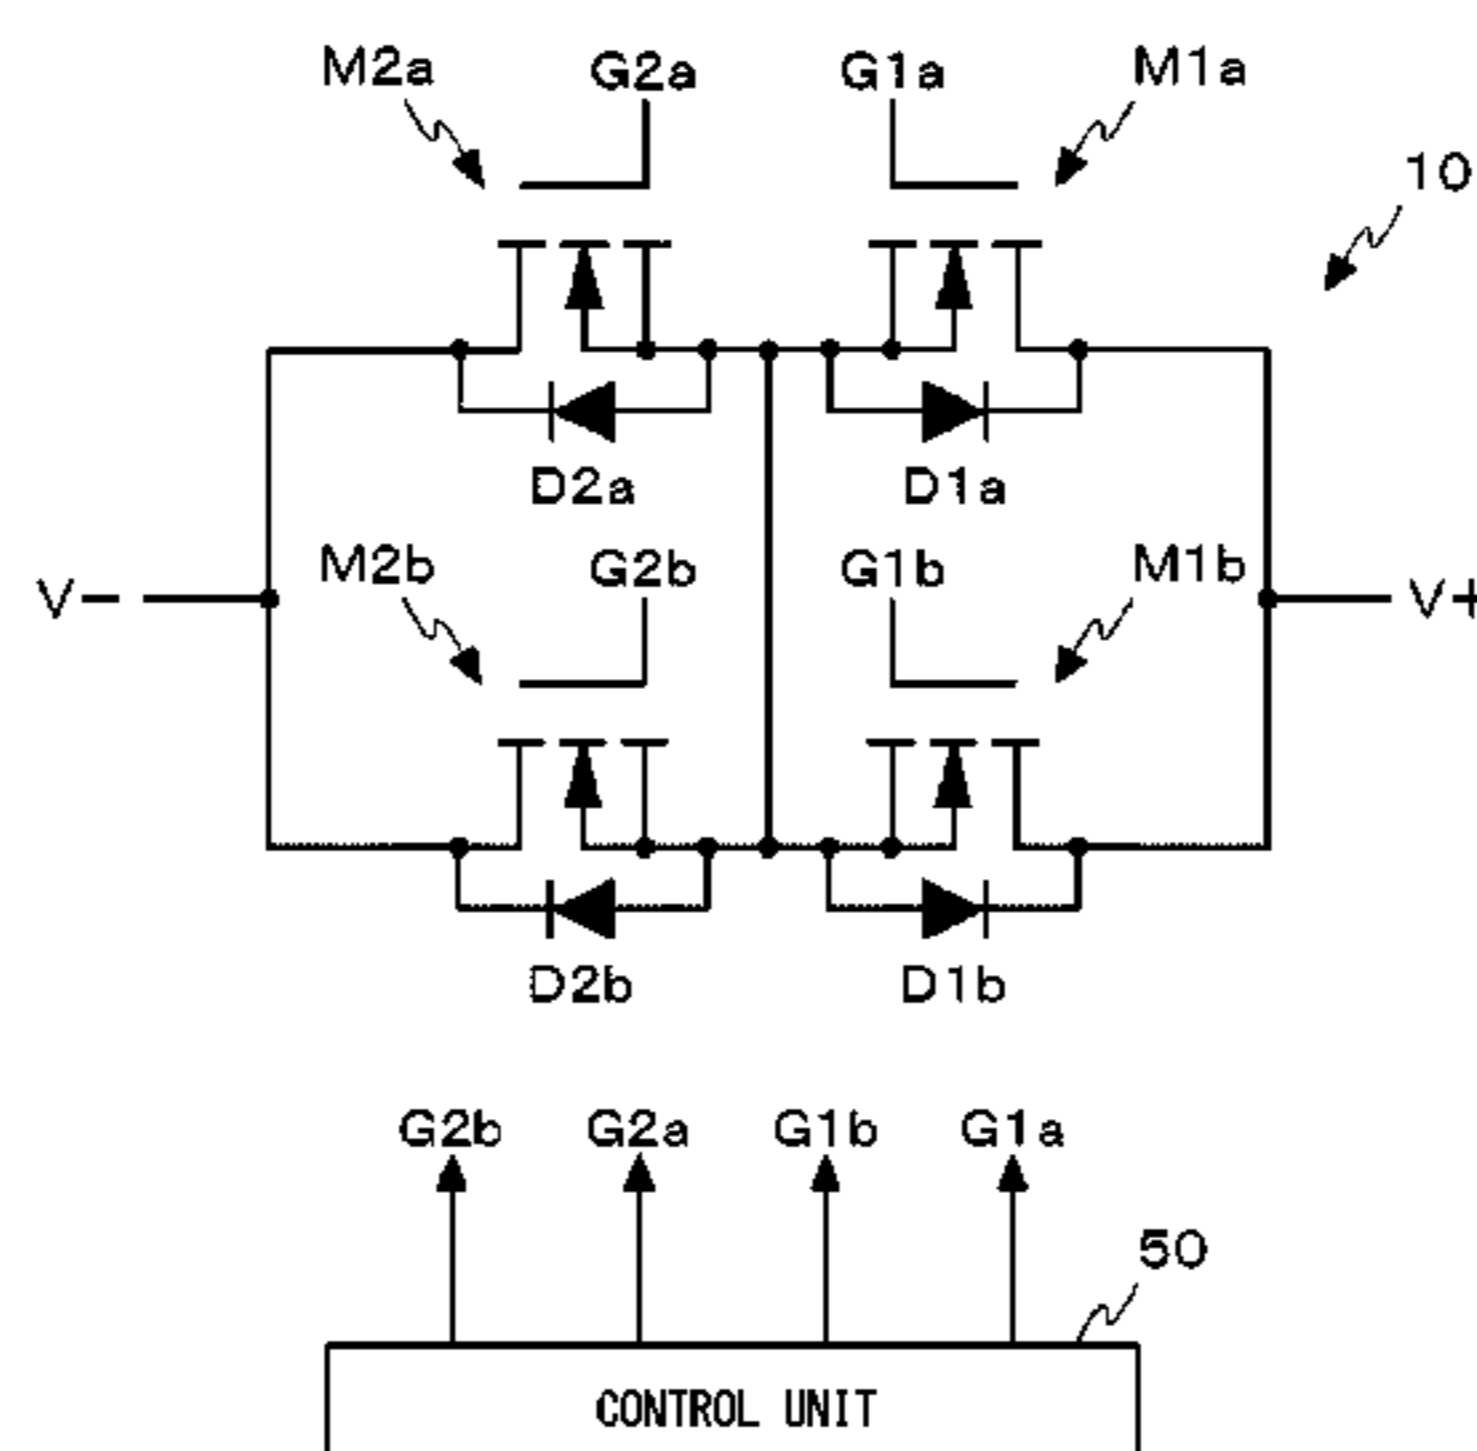 M2a G2a G1a M1a
10
D2a D1a
M2b G2b G1b M1b
V- V+
D2b D1b
G2b G2a G1b G1a
50
CONTROL UNIT